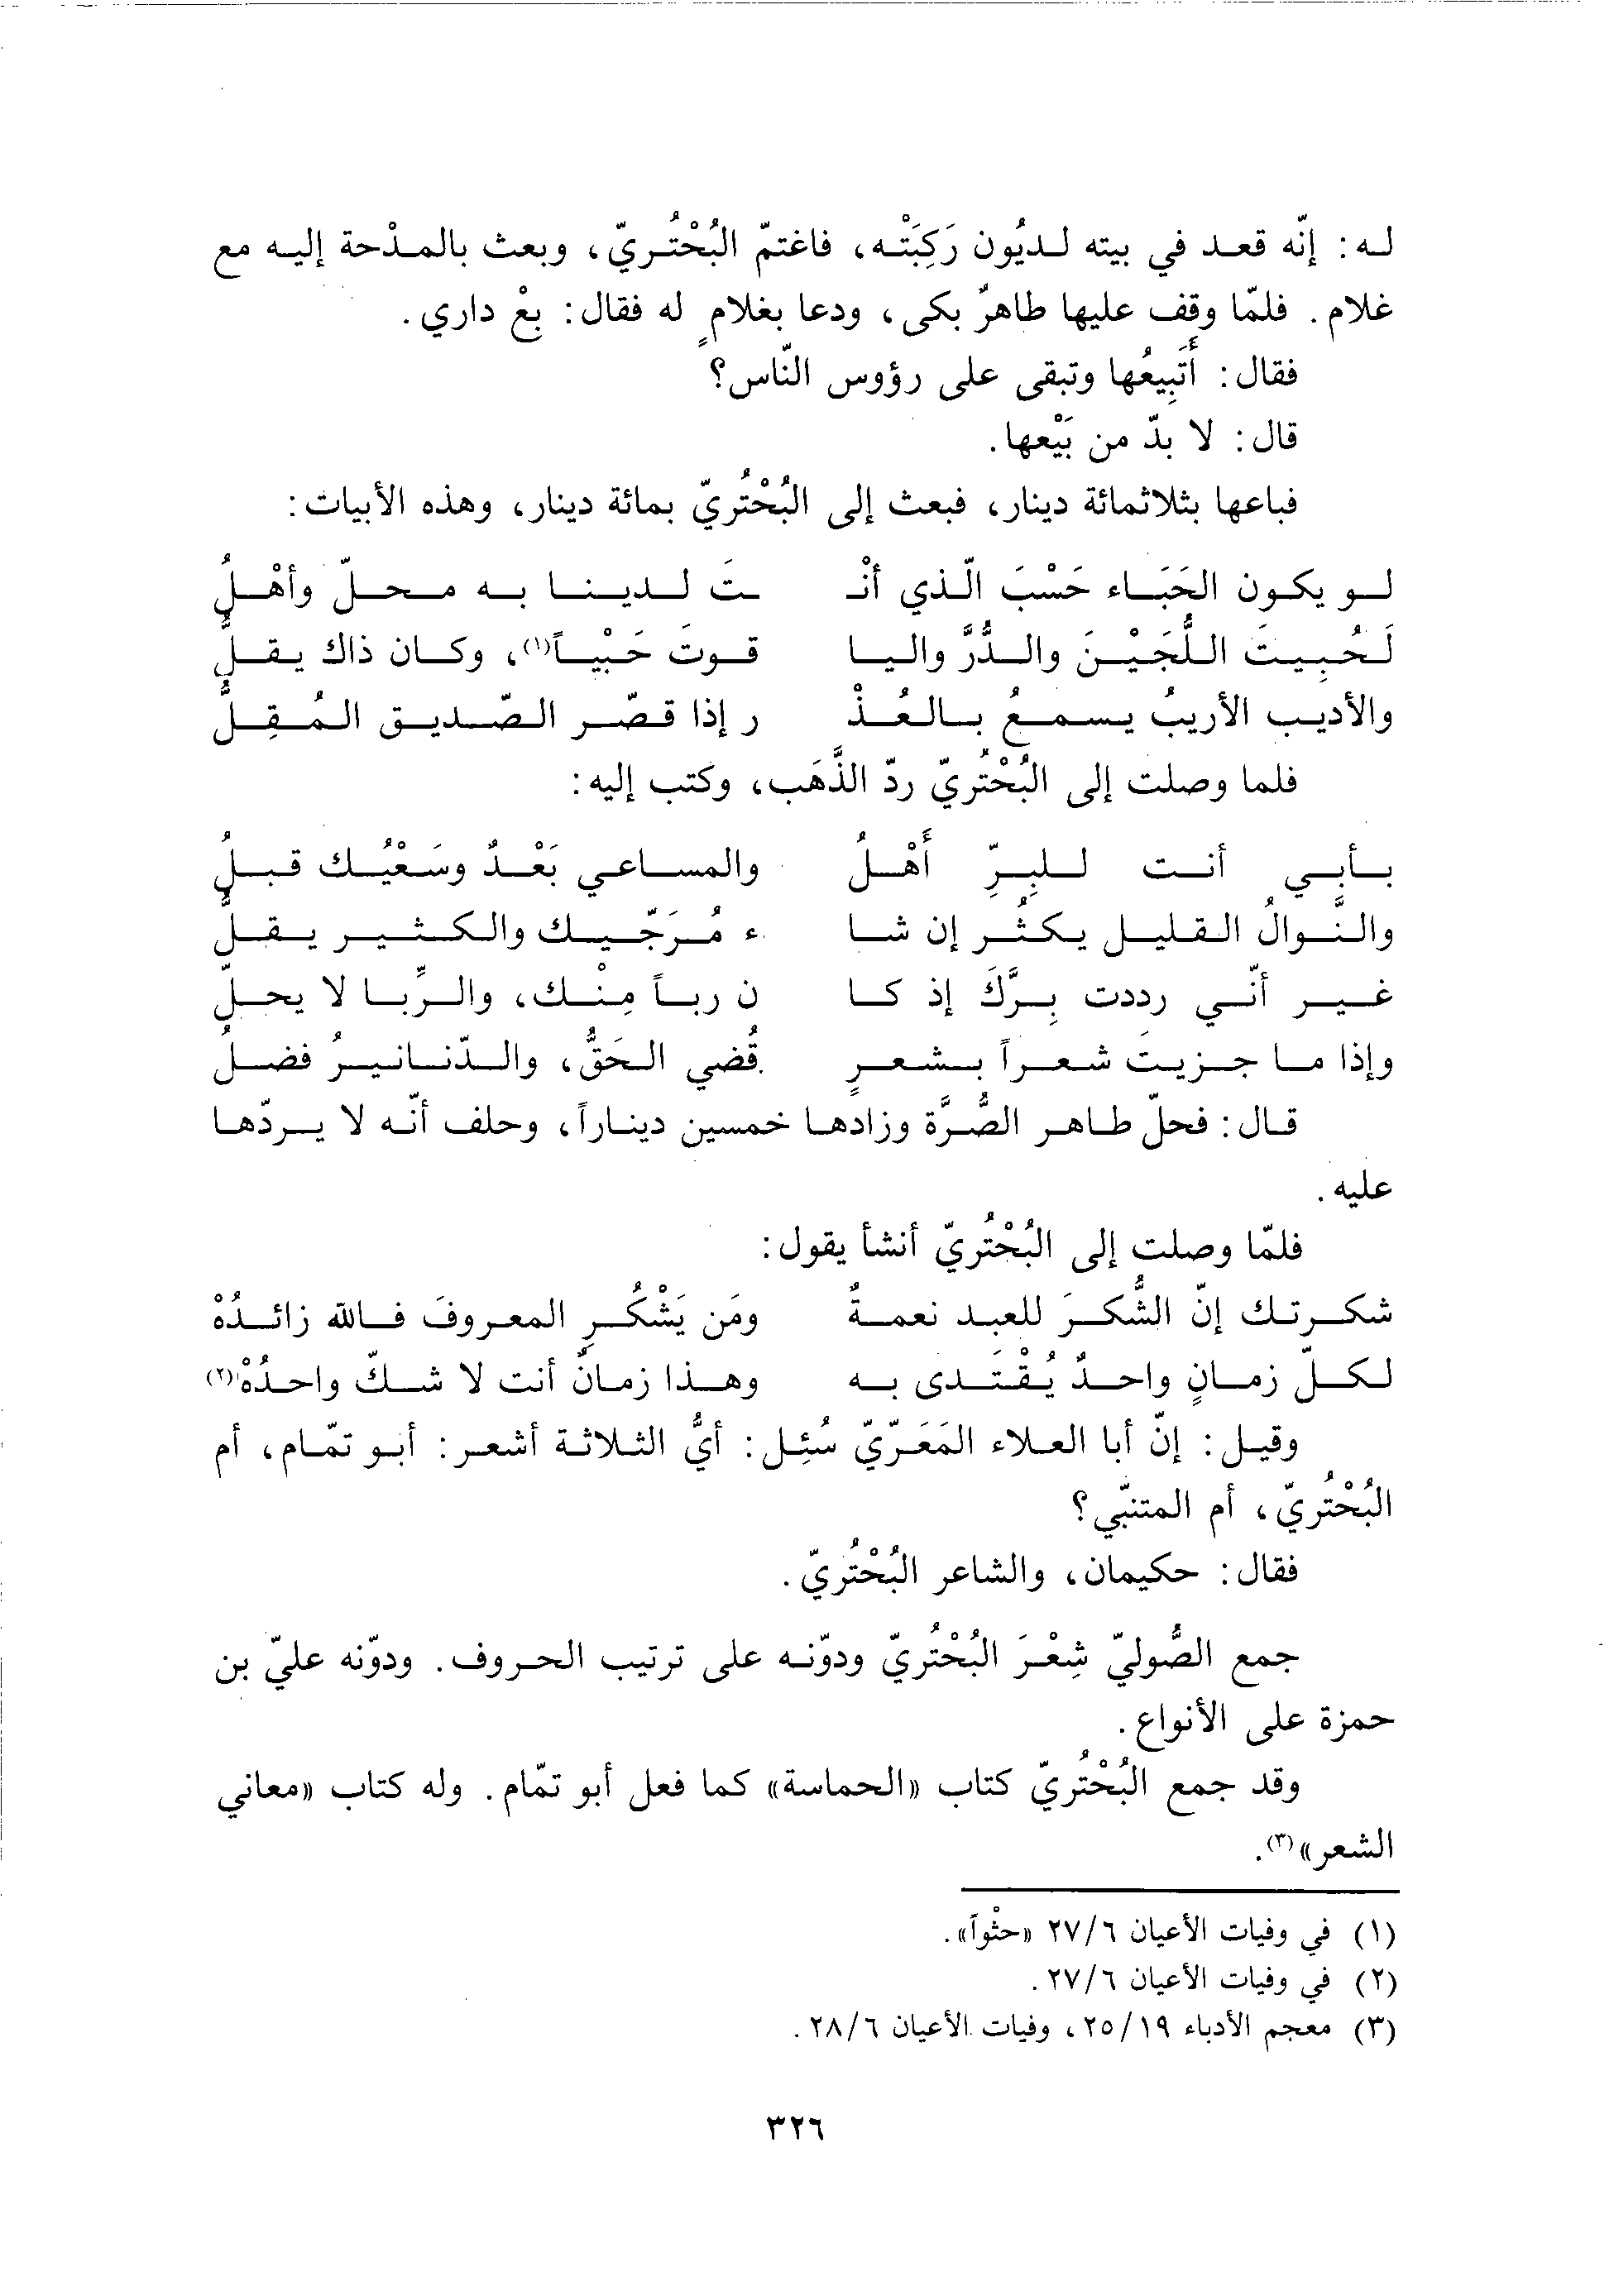 له: إنّه قعد في بيته لديُون رَكِبَتْه، فاغتمّ البُحْتُريّ، وبعث بالمدْحة إليه مع
غلام. فلمّا وقف عليها طاهرٌ بكى، ودعا بغلامٍ له فقال: بِعْ داري.
فقال: أَتَبِيعُها وتبقى على رؤوس النّاس؟
قال: لا بدّ من بَيْعها.
فباعها بثلاثمائة دينار، فبعث إلى البُحْتُريّ بمائة دينار، وهذه الأبيات:
لو يكون الحَبَاء حَسْبَ الّذي أنْـ ـتَ لدينا به محلّ وأهْلُ
لَحُبِيتَ اللُّجَيْنَ والدُّرَّ واليا قوتَ حَبْياً(١)، وكان ذاك يقلُّ
والأديب الأريبُ يسمعُ بالعُذْ ر إذا قصّر الصّديق المُقِلُّ
فلما وصلت إلى البُحْتُريّ ردّ الذَّهَب، وكتب إليه:
بأبي أنت للبِرِّ أَهْلُ والمساعي بَعْدٌ وسَعْيُك قبلُ
والنَّوالُ القليل يكثُر إن شا ء مُرَجّيك والكثير يقلُّ
غير أنّي رددت بِرَّكَ إذ كا ن رباً مِنْك، والرِّبا لا يحلّ
وإذا ما جزيتَ شعراً بشعرٍ قُضي الحَقُّ، والدّنانيرُ فضلُ
قال: فحلّ طاهر الصُّرَّة وزادها خمسين ديناراً، وحلف أنّه لا يردّها
عليه.
فلمّا وصلت إلى البُحْتُريّ أنشأ يقول:
شكرتك إنّ الشُّكرَ للعبد نعمةٌ ومَن يَشْكُرِ المعروفَ فالله زائدُهْ
لكلّ زمانٍ واحدٌ يُقْتَدى به وهذا زمانٌ أنت لا شكّ واحدُهْ(٢)
وقيل: إنّ أبا العلاء المَعَرّيّ سُئِل: أيُّ الثلاثة أشعر: أبو تمّام، أم
البُحْتُريّ، أم المتنبّي؟
فقال: حكيمان، والشاعر البُحْتُريّ.
جمع الصُّوليّ شِعْرَ البُحْتُريّ ودوّنه على ترتيب الحروف. ودوّنه عليّ بن
حمزة على الأنواع.
وقد جمع البُحْتُريّ كتاب «الحماسة» كما فعل أبو تمّام. وله كتاب «معاني
الشعر»(٣).
(١) في وفيات الأعيان ٢٧/٦ «حثْواً».
(٢) في وفيات الأعيان ٢٧/٦.
(٣) معجم الأدباء ٢٥/١٩، وفيات الأعيان ٢٨/٦.
٣٢٦